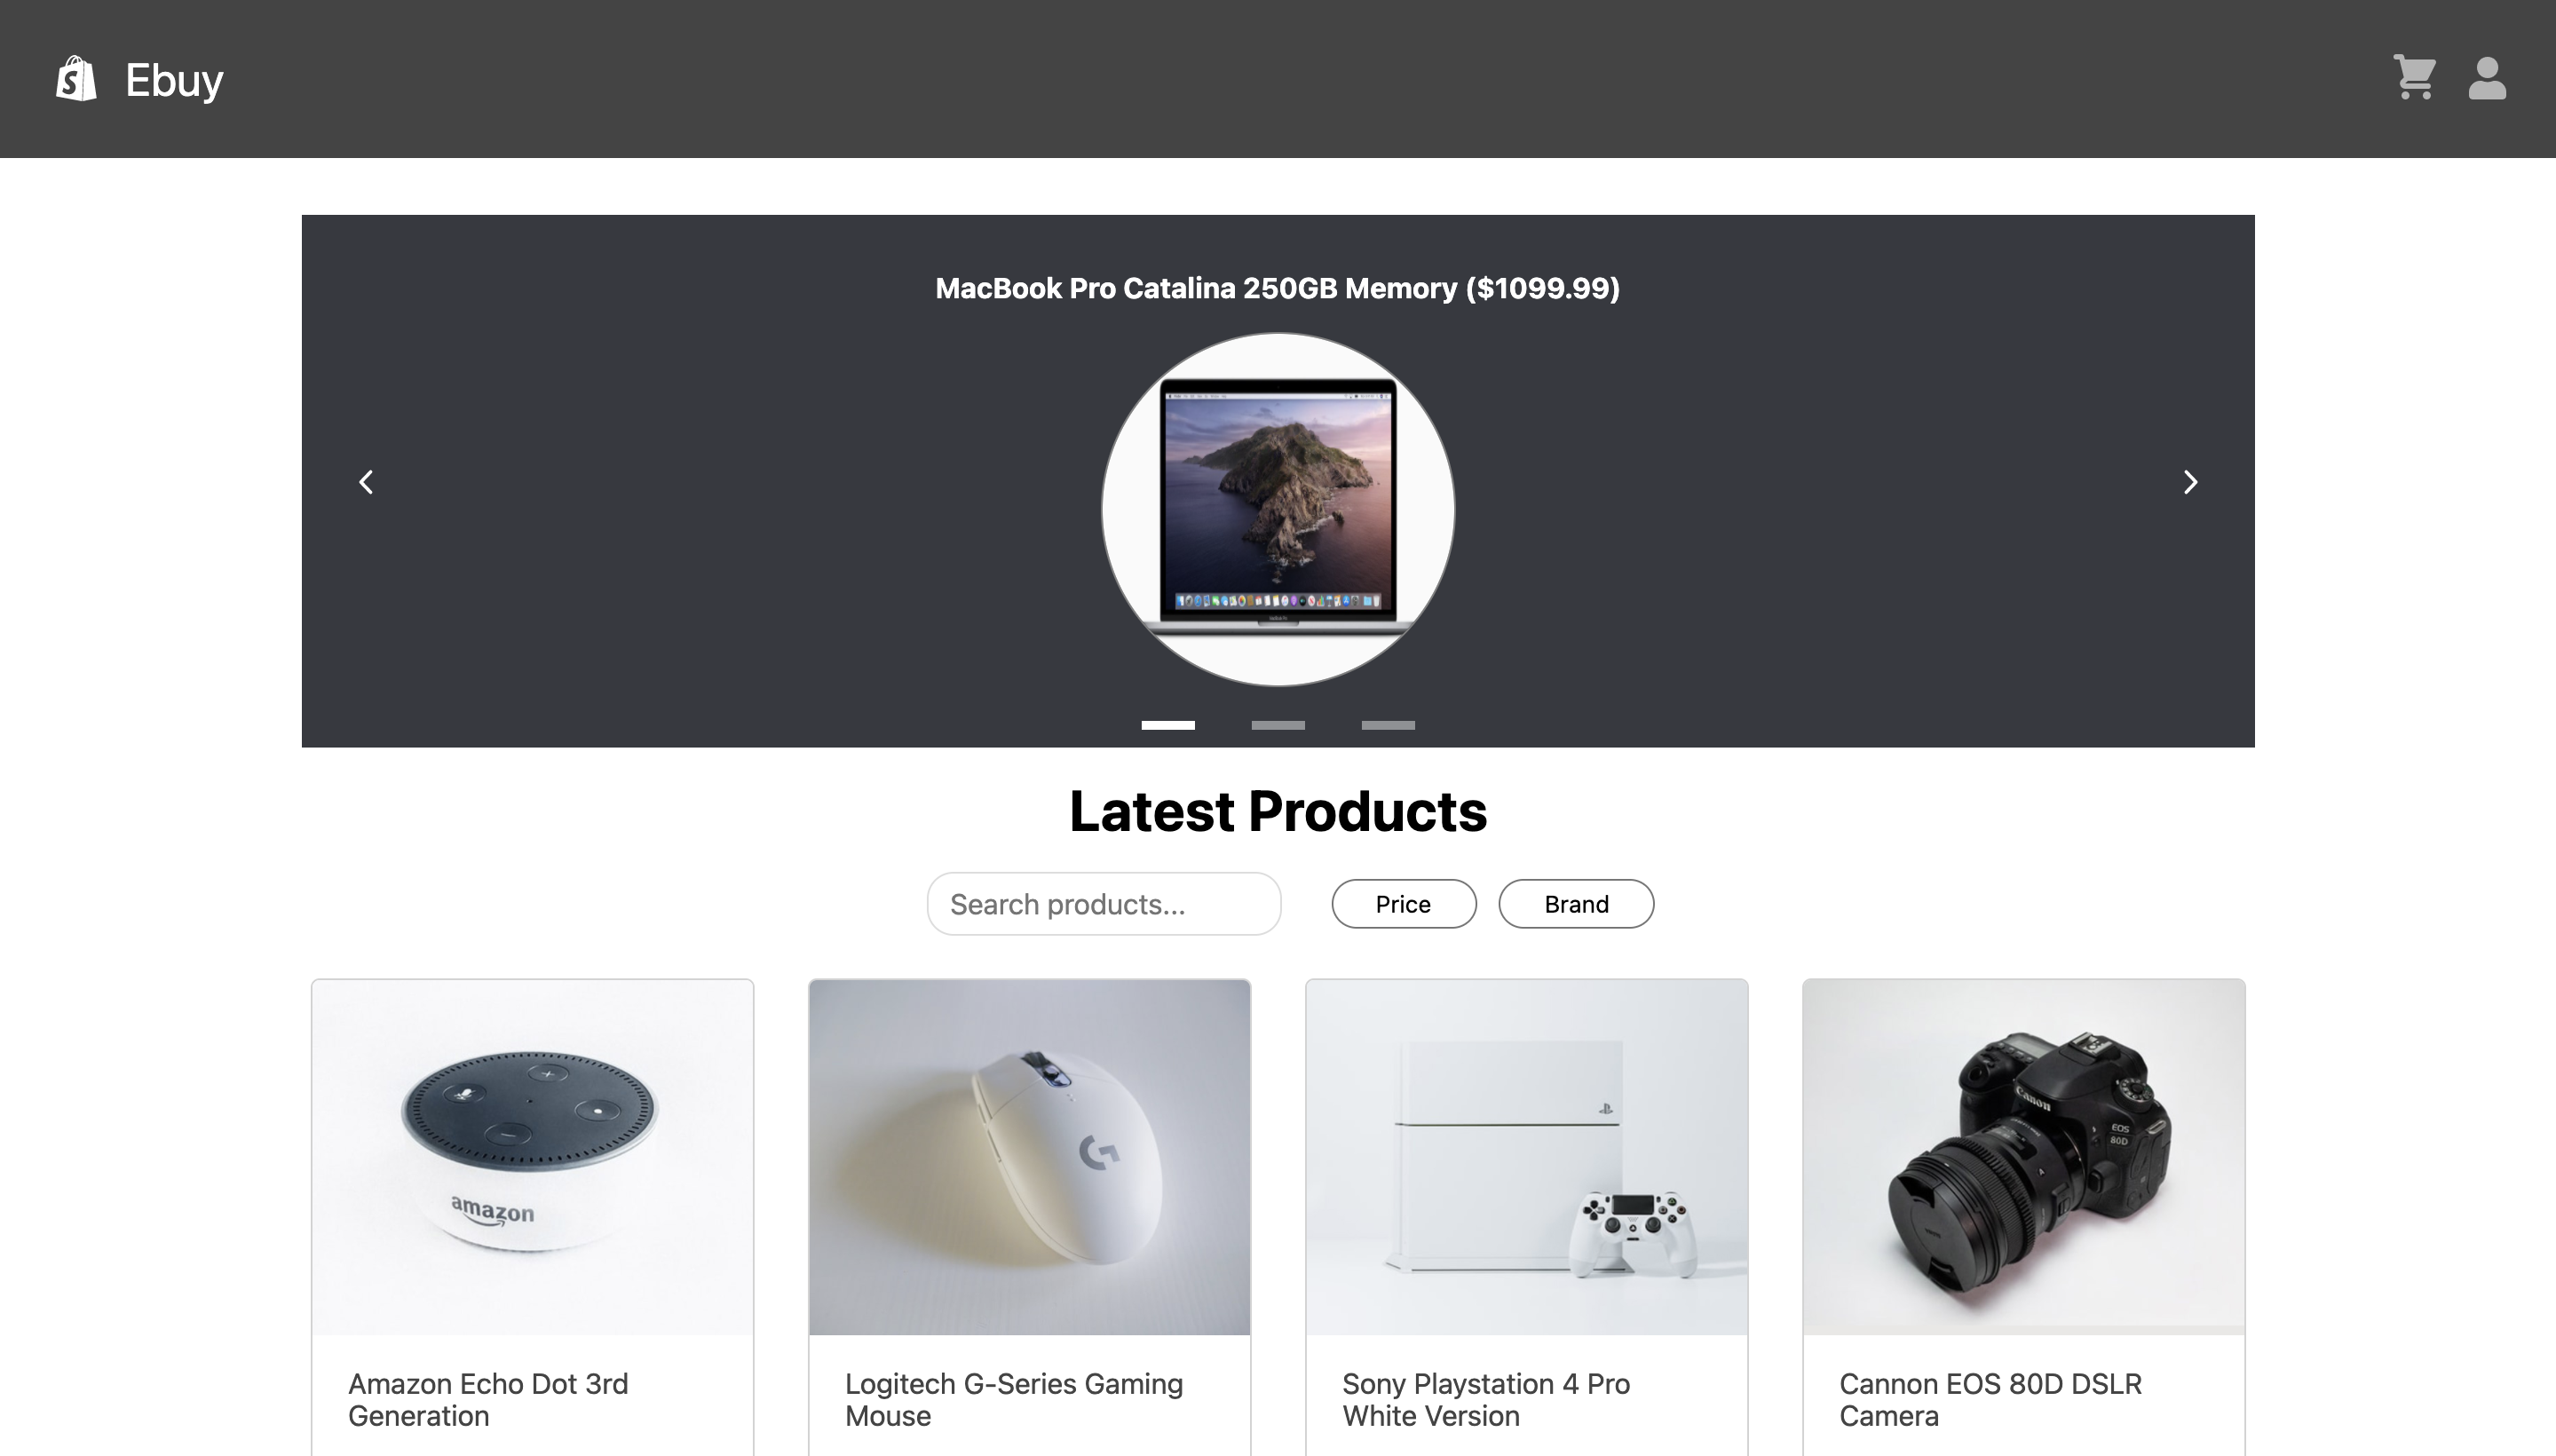 Ebuy
MacBook Pro Catalina 250GB Memory ($1099.99)
Latest Products
Search products...
Price
Brand
amazon
Canon
EOS
80D
Amazon Echo Dot 3rd
Generation
Logitech G-Series Gaming
Mouse
Sony Playstation 4 Pro
White Version
Cannon EOS 80D DSLR
Camera